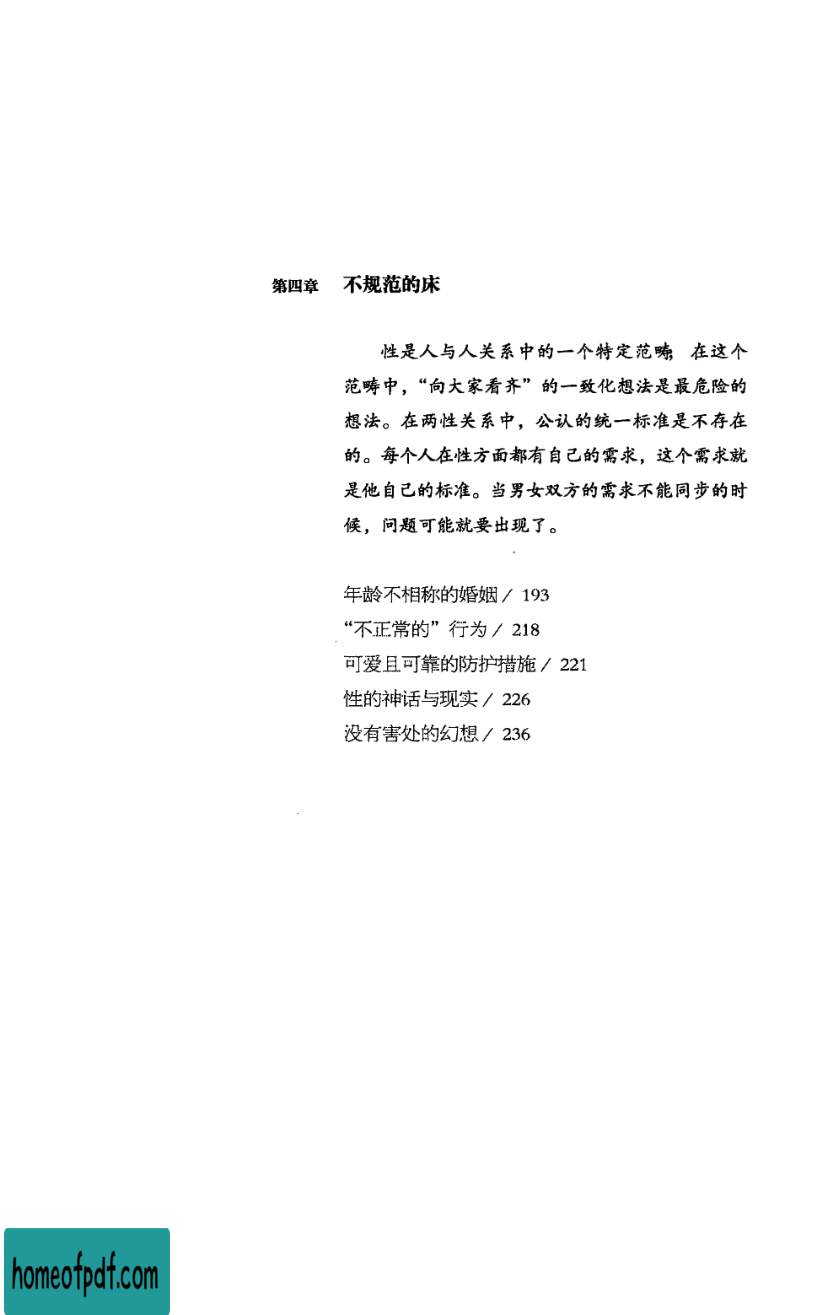 第四章 不规范的床
性是人与人关系中的一个特定范畴，在这个
范畴中，“向大家看齐”的一致化想法是最危险的
想法。在两性关系中，公认的统一标准是不存在
的。每个人在性方面都有自己的需求，这个需求就
是他自己的标准。当男女双方的需求不能同步的时
候，问题可能就要出现了。
年龄不相称的婚姻 / 193
“不正常的”行为 / 218
可爱且可靠的防护措施 / 221
性的神话与现实 / 226
没有害处的幻想 / 236
homeofpdf.com